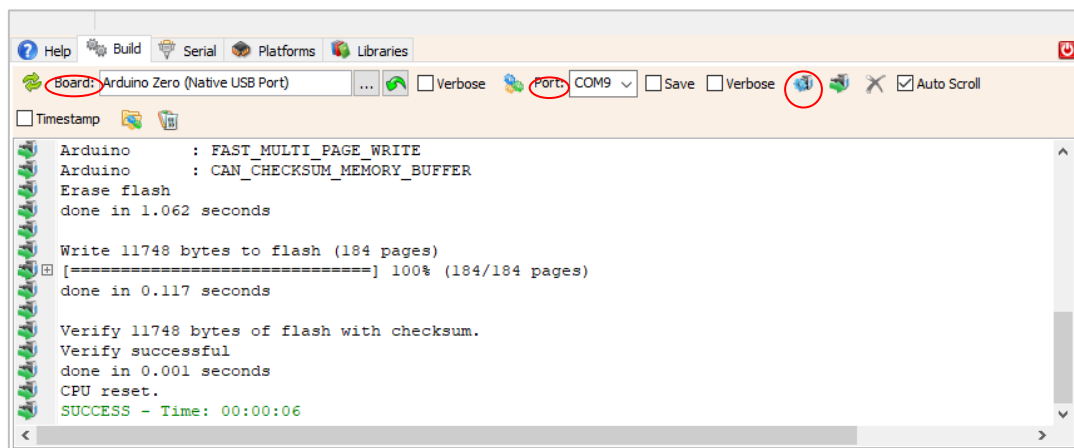 Help Build Serial Platforms Libraries
Board: Arduino Zero (Native USB Port) ... Verbose Port: COM9 Save Verbose Auto Scroll
Timestamp
Arduino : FAST_MULTI_PAGE_WRITE
Arduino : CAN_CHECKSUM_MEMORY_BUFFER
Erase flash
done in 1.062 seconds
Write 11748 bytes to flash (184 pages)
[==============================] 100% (184/184 pages)
done in 0.117 seconds
Verify 11748 bytes of flash with checksum.
Verify successful
done in 0.001 seconds
CPU reset.
SUCCESS - Time: 00:00:06